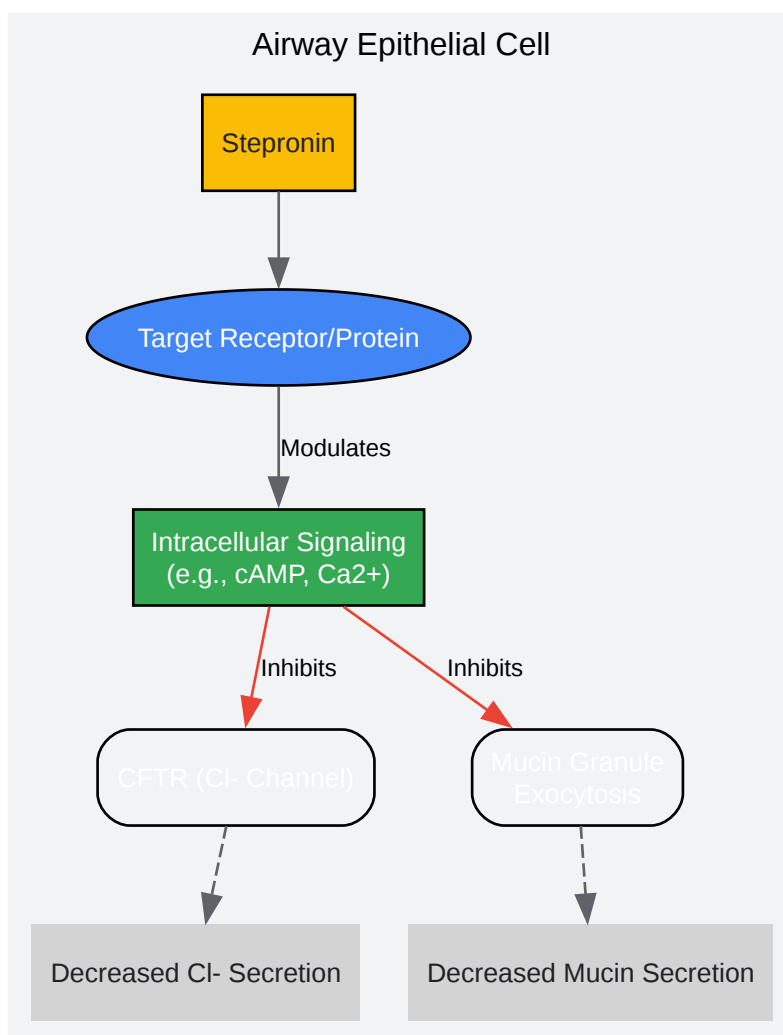 Airway Epithelial Cell
Stepronin
Target Receptor/Protein
Modulates
Intracellular Signaling
(e.g., cAMP, Ca2+)
Inhibits
Inhibits
CFTR (Cl- Channel)
Mucin Granule
Exocytosis
Decreased Cl- Secretion
Decreased Mucin Secretion